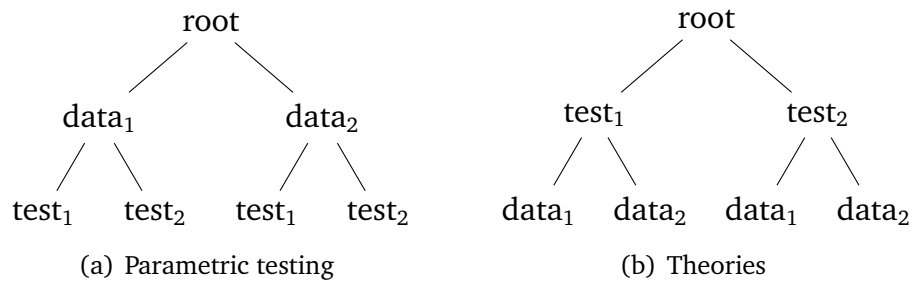 root
data₁ data₂
test₁ test₂ test₁ test₂
(a) Parametric testing
root
test₁ test₂
data₁ data₂ data₁ data₂
(b) Theories